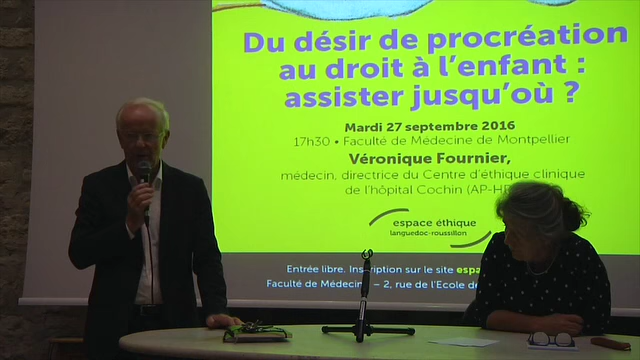 Du désir de procréation
au droit à l'enfant :
assister jusqu'où ?
Mardi 27 septembre 2016
17h30 • Faculté de Médecine de Montpellier
Véronique Fournier,
médecin, directrice du Centre d'éthique clinique
de l'hôpital Cochin (AP-H
espace éthique
languedoc-roussillon
Entrée libre. Inscription sur le site
Faculté de Médecine – 2, rue de l'Ecole de